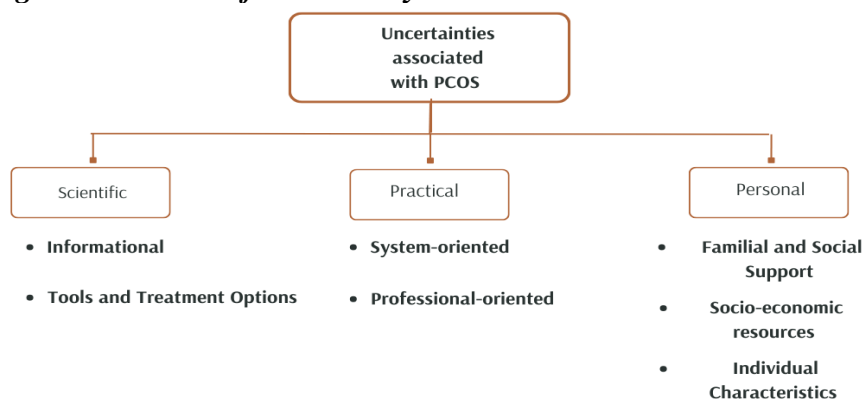 Uncertainties
associated
with PCOS
Scientific
Practical
Personal
• Informational
• Tools and Treatment Options
• System-oriented
• Professional-oriented
• Familial and Social
Support
• Socio-economic
resources
• Individual
Characteristics